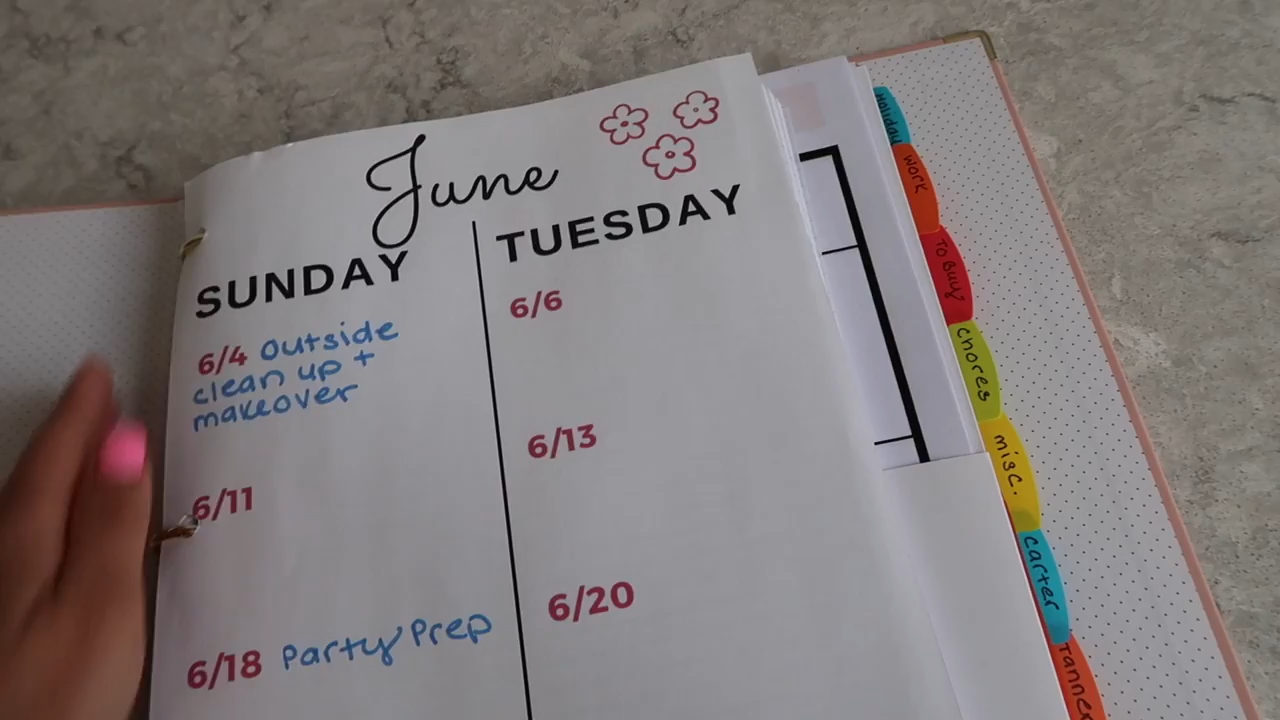 June
SUNDAY
6/4 outside
clean up +
makeover
6/11
6/18 Party Prep
TUESDAY
6/6
6/13
6/20
Holiday
work
To Buy
chores
misc.
carter
Tanner